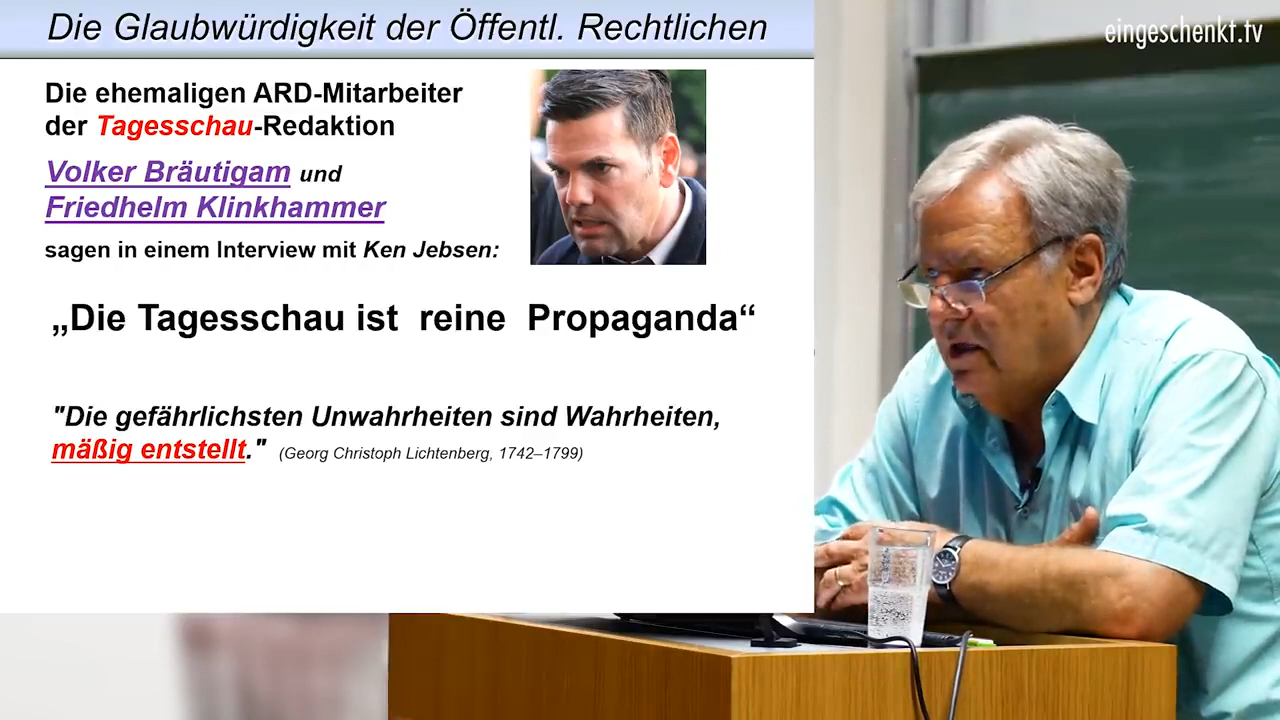 Die Glaubwürdigkeit der Öffentl. Rechtlichen
eingeschenkt.tv
Die ehemaligen ARD-Mitarbeiter
der Tagesschau-Redaktion
Volker Bräutigam und
Friedhelm Klinkhammer
sagen in einem Interview mit Ken Jebsen:
„Die Tagesschau ist reine Propaganda“
"Die gefährlichsten Unwahrheiten sind Wahrheiten,
mäßig entstellt." (Georg Christoph Lichtenberg, 1742–1799)